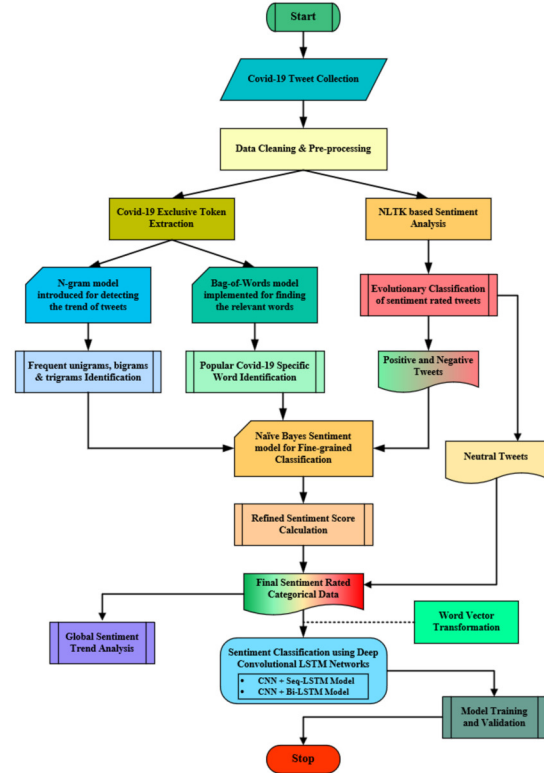 Start
Covid-19 Tweet Collection
Data Cleaning & Pre-processing
Covid-19 Exclusive Token
Extraction
NLTK based Sentiment
Analysis
N-gram model
introduced for detecting
the trend of tweets
Bag-of-Words model
implemented for finding
the relevant words
Evolutionary Classification
of sentiment rated tweets
Frequent unigrams, bigrams
& trigrams Identification
Popular Covid-19 Specific
Word Identification
Positive and Negative
Tweets
Naïve Bayes Sentiment
model for Fine-grained
Classification
Neutral Tweets
Refined Sentiment Score
Calculation
Final Sentiment Rated
Categorical Data
Word Vector
Transformation
Global Sentiment
Trend Analysis
Sentiment Classification using Deep
Convolutional LSTM Networks
• CNN + Seq-LSTM Model
• CNN + Bi-LSTM Model
Model Training
and Validation
Stop